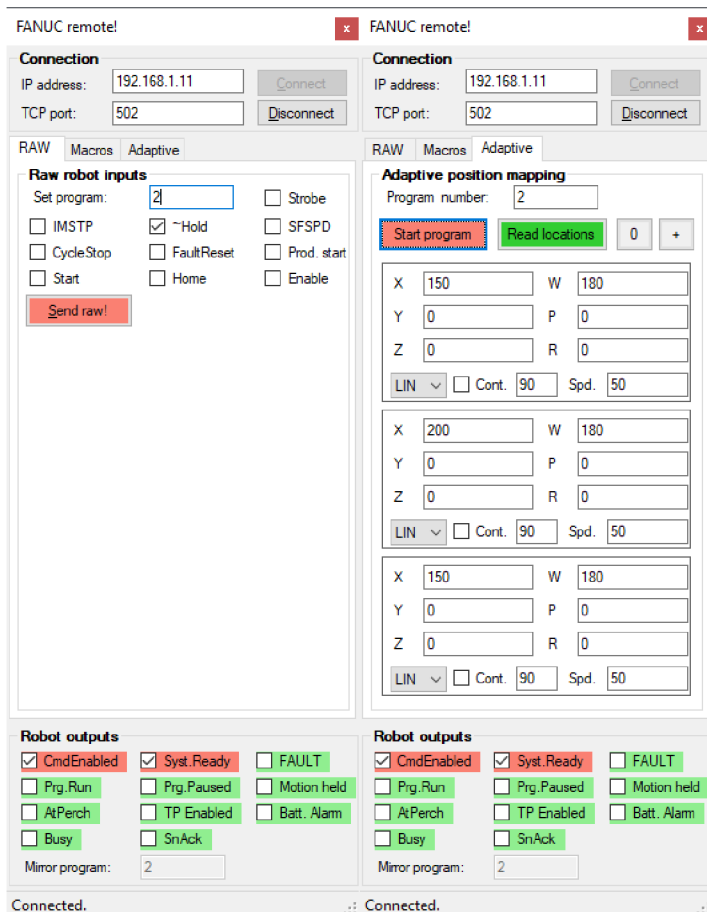 FANUC remote!
x
Connection
IP address: 192.168.1.11 Connect
TCP port: 502 Disconnect
RAW Macros Adaptive
Raw robot inputs
Set program: 2 Strobe
IMSTP ~Hold SFSPD
CycleStop FaultReset Prod. start
Start Home Enable
Send raw!
Robot outputs
CmdEnabled Syst.Ready FAULT
Prg.Run Prg.Paused Motion held
AtPerch TP Enabled Batt. Alarm
Busy SnAck
Mirror program: 2
Connected.
FANUC remote!
x
Connection
IP address: 192.168.1.11 Connect
TCP port: 502 Disconnect
RAW Macros Adaptive
Adaptive position mapping
Program number: 2
Start program Read locations 0 +
X 150 W 180
Y 0 P 0
Z 0 R 0
LIN Cont. 90 Spd. 50
X 200 W 180
Y 0 P 0
Z 0 R 0
LIN Cont. 90 Spd. 50
X 150 W 180
Y 0 P 0
Z 0 R 0
LIN Cont. 90 Spd. 50
Robot outputs
CmdEnabled Syst.Ready FAULT
Prg.Run Prg.Paused Motion held
AtPerch TP Enabled Batt. Alarm
Busy SnAck
Mirror program: 2
Connected.